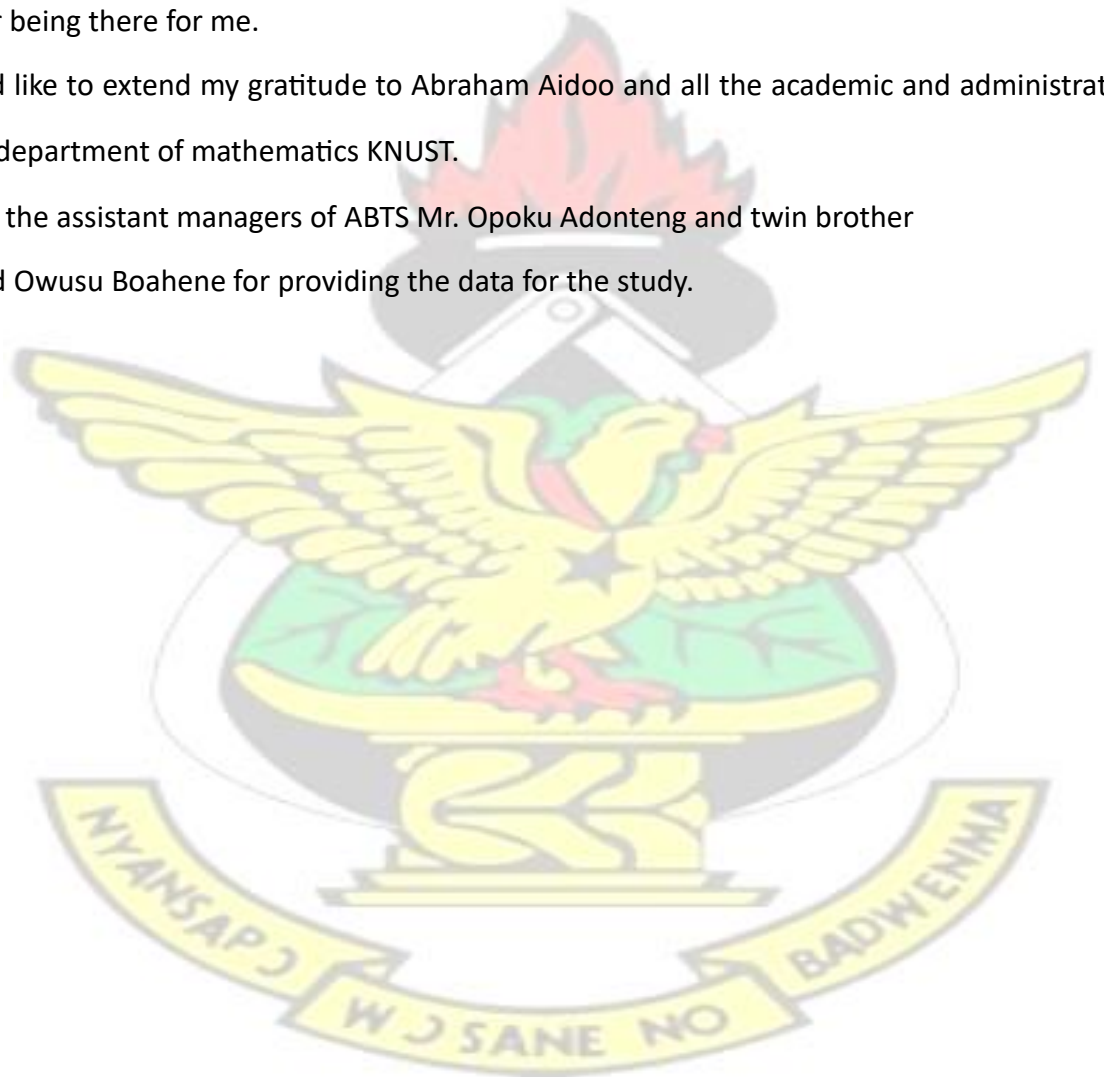 r being there for me.
d like to extend my gratitude to Abraham Aidoo and all the academic and administrat
department of mathematics KNUST.
the assistant managers of ABTS Mr. Opoku Adonteng and twin brother
d Owusu Boahene for providing the data for the study.
NYANSAPƆ
WƆSANE NO
BADWENMA